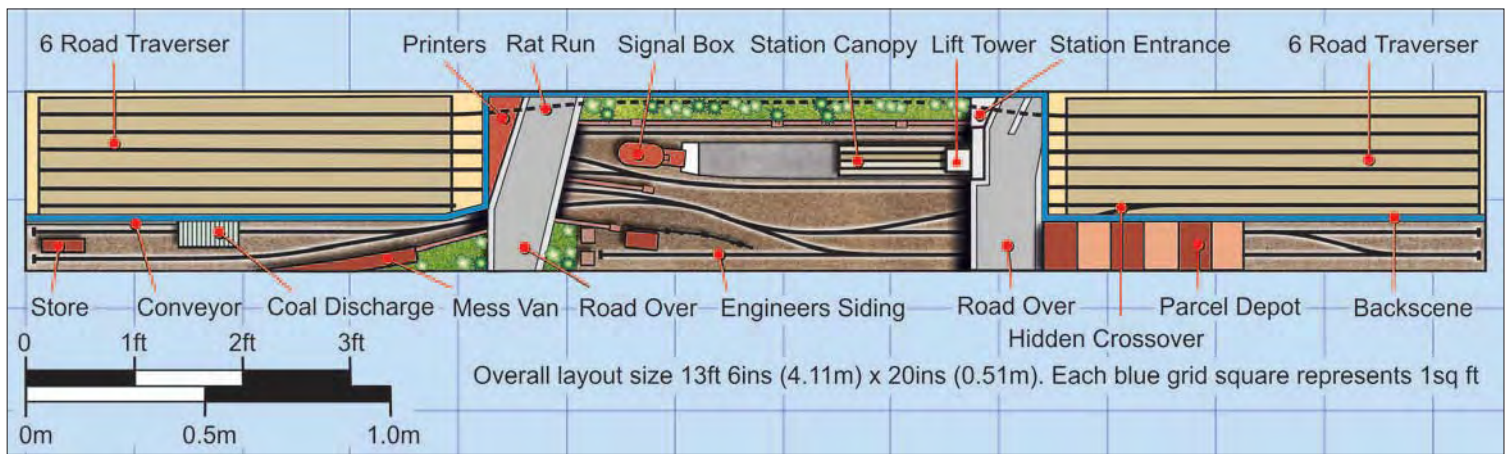 6 Road Traverser
Printers
Rat Run
Signal Box
Station Canopy
Lift Tower
Station Entrance
6 Road Traverser
Store
Conveyor
Coal Discharge
Mess Van
Road Over
Engineers Siding
Road Over
Parcel Depot
Backscene
Hidden Crossover
0 1ft 2ft 3ft
Overall layout size 13ft 6ins (4.11m) x 20ins (0.51m). Each blue grid square represents 1sq ft
0m 0.5m 1.0m